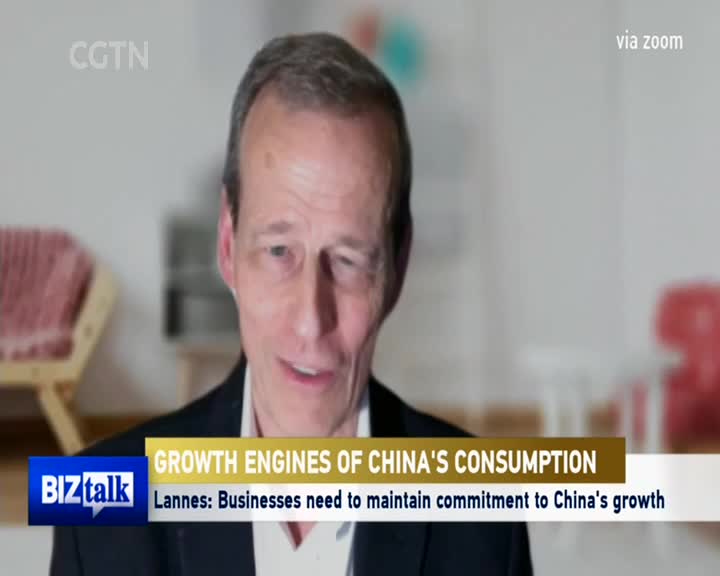 CGTN
via zoom
GROWTH ENGINES OF CHINA'S CONSUMPTION
BIZtalk
Lannes: Businesses need to maintain commitment to China's growth